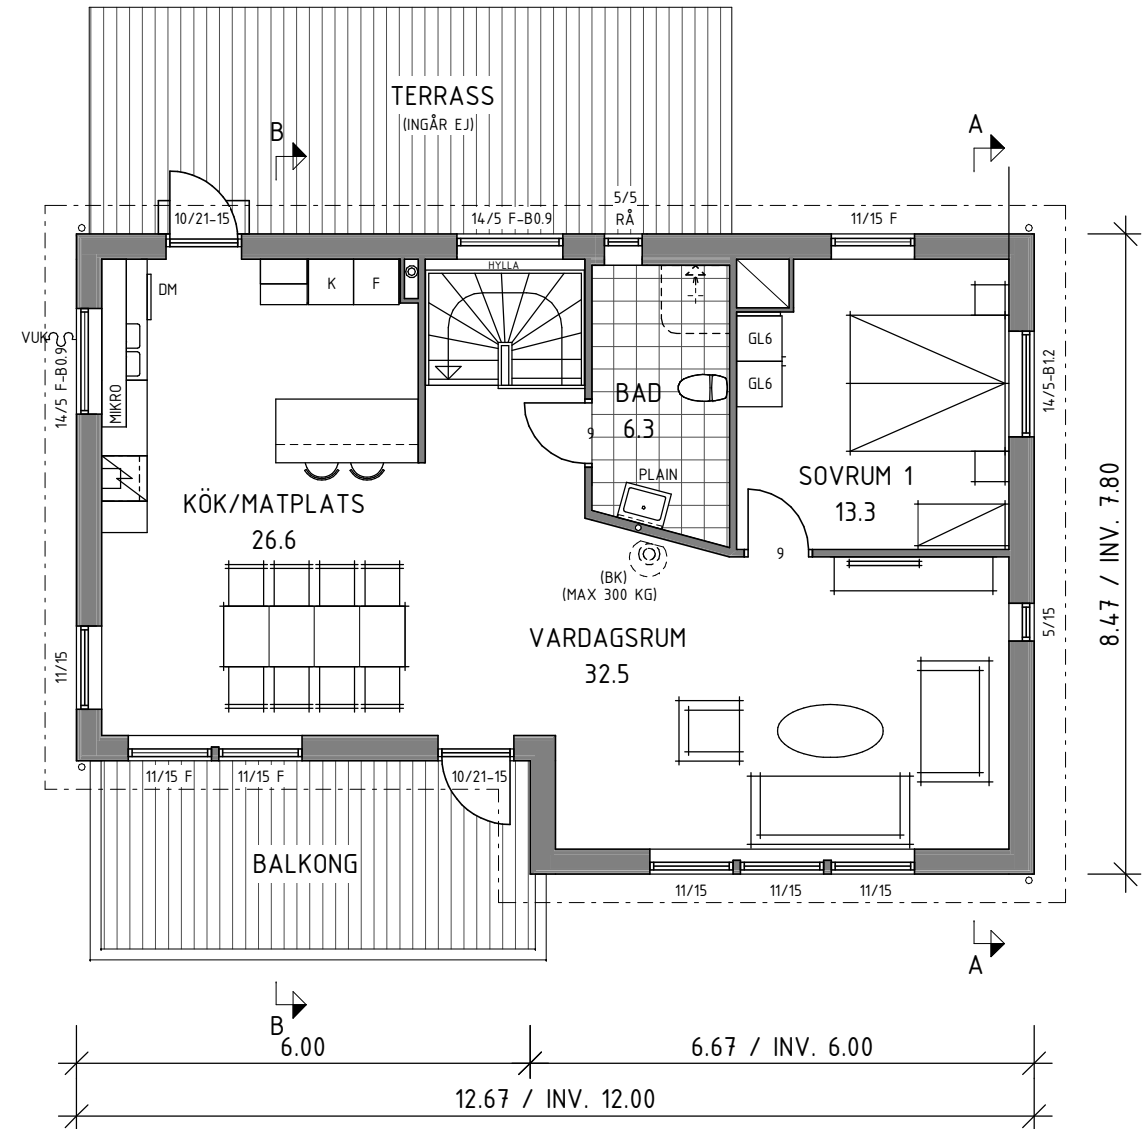 TERRASS
(INGÅR EJ)
B
A
10/21-15
14/5 F-B0.9
5/5
RÅ
11/15 F
HYLLA
DM
K
F
VUK
14/5 F-B0.9
MIKRO
GL6
GL6
14/5-B1.2
BAD
6.3
9
PLAIN
SOVRUM 1
13.3
KÖK/MATPLATS
26.6
9
(BK)
(MAX 300 KG)
8.47 / INV. 7.80
VARDAGSRUM
32.5
5/15
11/15
11/15 F
11/15 F
10/21-15
BALKONG
11/15
11/15
11/15
A
B
6.00
6.67 / INV. 6.00
12.67 / INV. 12.00